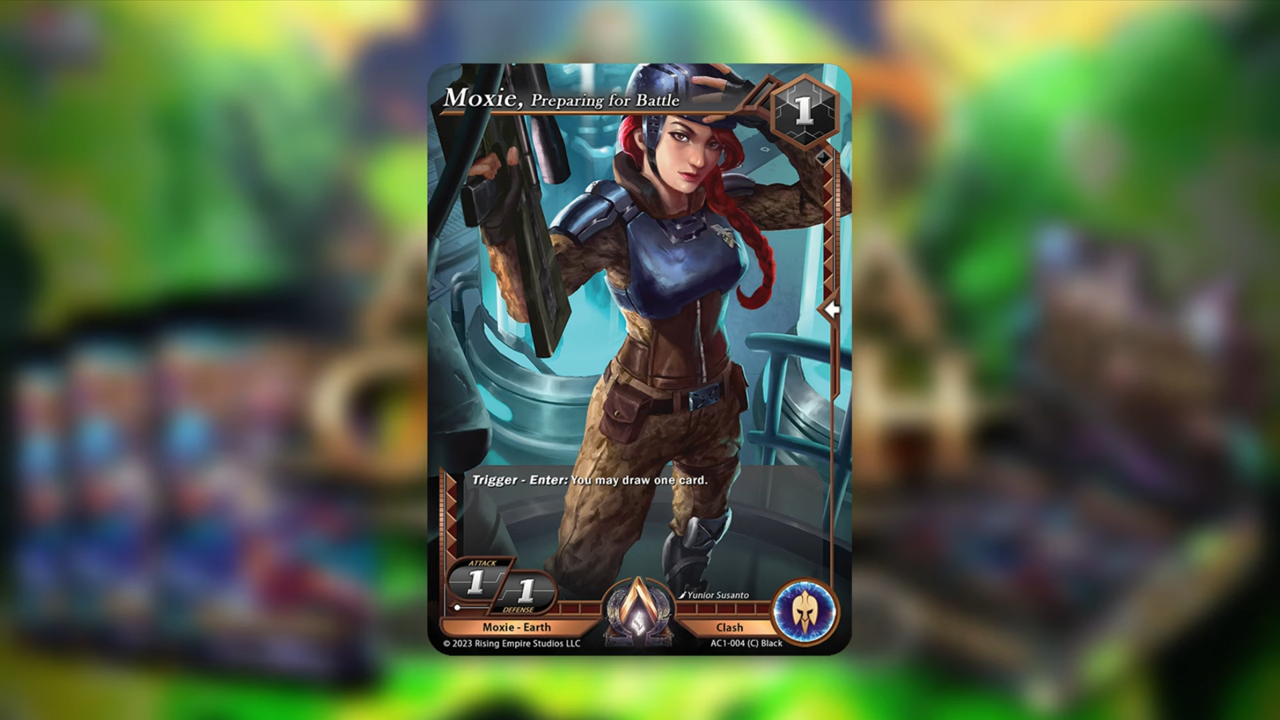 Moxie, Preparing for Battle
1
Trigger - Enter: You may draw one card.
ATTACK
1
1
DEFENSE
Yunior Susanto
Moxie - Earth
Clash
© 2023 Rising Empire Studios LLC
AC1-004 (C) Black